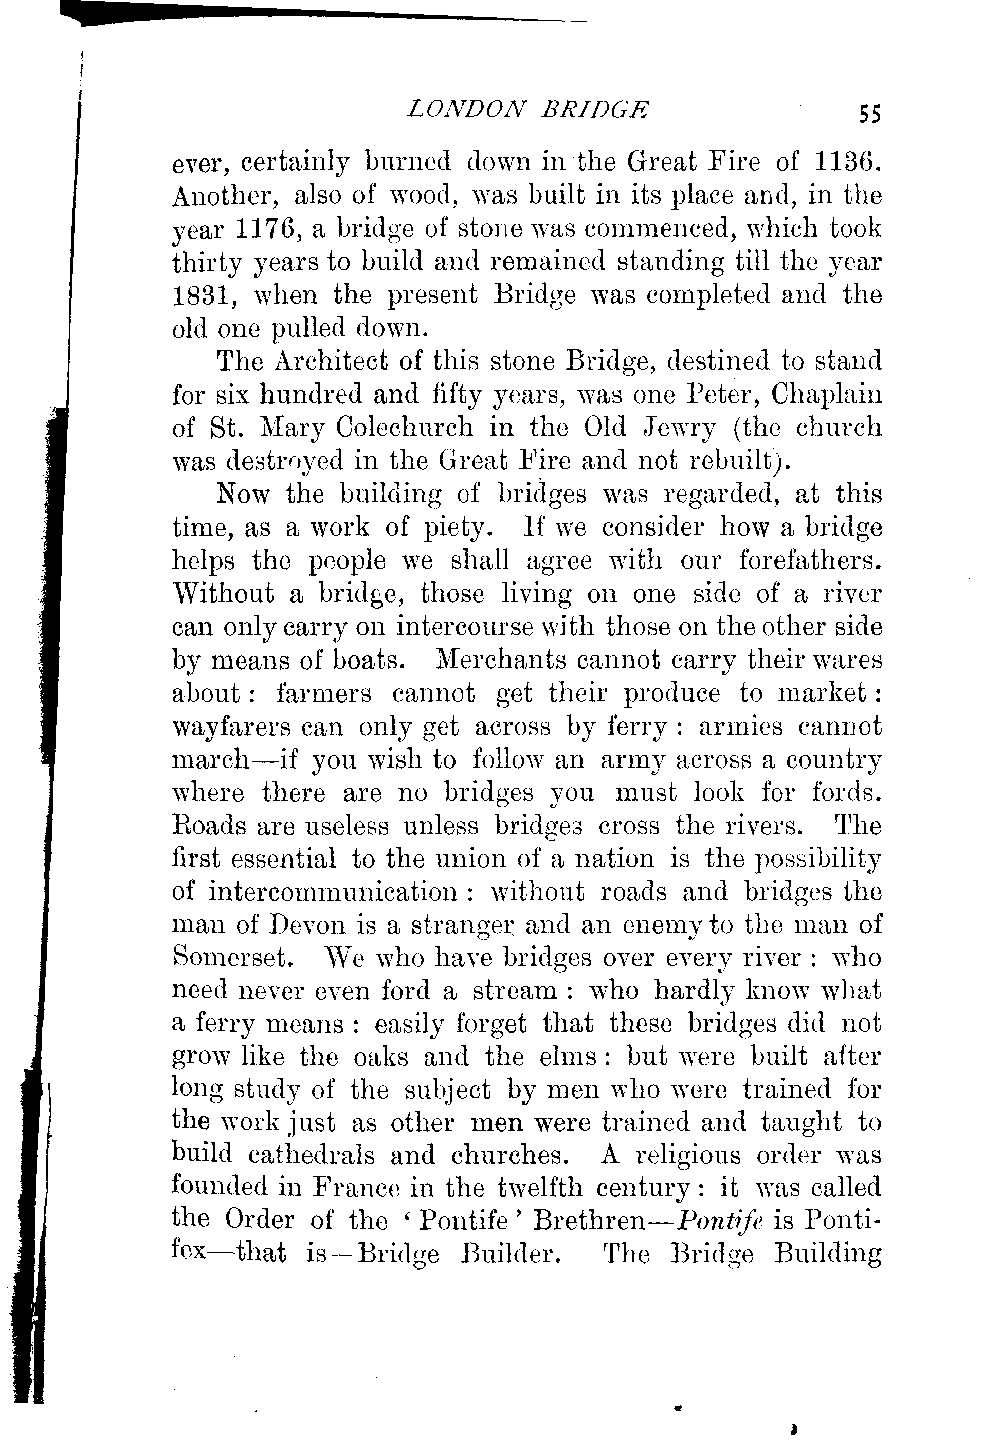 LONDON BRIDGE 55
ever, certainly burned down in the Great Fire of 1136.
Another, also of wood, was built in its place and, in the
year 1176, a bridge of stone was commenced, which took
thirty years to build and remained standing till the year
1831, when the present Bridge was completed and the
old one pulled down.
The Architect of this stone Bridge, destined to stand
for six hundred and fifty years, was one Peter, Chaplain
of St. Mary Colechurch in the Old Jewry (the church
was destroyed in the Great Fire and not rebuilt).
Now the building of bridges was regarded, at this
time, as a work of piety. If we consider how a bridge
helps the people we shall agree with our forefathers.
Without a bridge, those living on one side of a river
can only carry on intercourse with those on the other side
by means of boats. Merchants cannot carry their wares
about : farmers cannot get their produce to market :
wayfarers can only get across by ferry : armies cannot
march—if you wish to follow an army across a country
where there are no bridges you must look for fords.
Roads are useless unless bridges cross the rivers. The
first essential to the union of a nation is the possibility
of intercommunication : without roads and bridges the
man of Devon is a stranger and an enemy to the man of
Somerset. We who have bridges over every river : who
need never even ford a stream : who hardly know what
a ferry means : easily forget that these bridges did not
grow like the oaks and the elms : but were built after
long study of the subject by men who were trained for
the work just as other men were trained and taught to
build cathedrals and churches. A religious order was
founded in France in the twelfth century : it was called
the Order of the ‘ Pontife ’ Brethren—Pontife is Ponti-
fex—that is—Bridge Builder. The Bridge Building